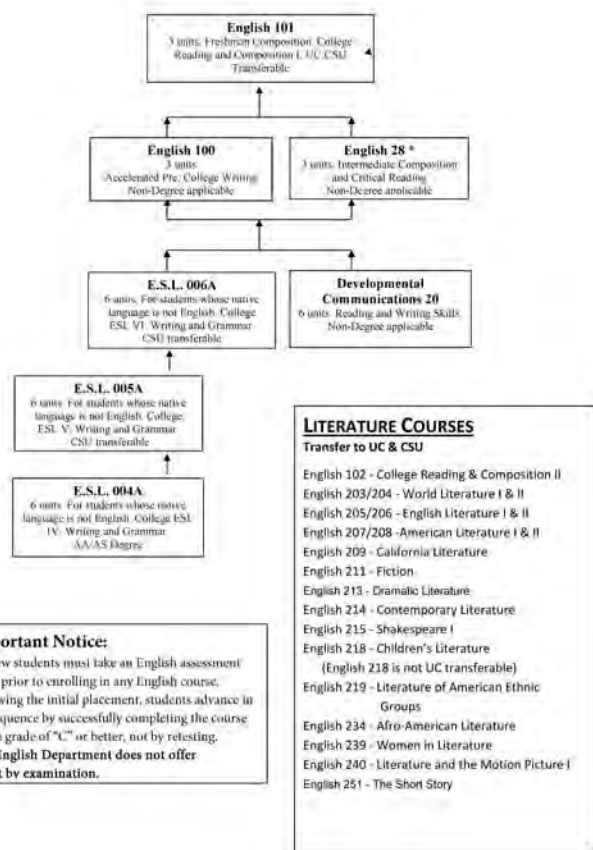 English 101
3 units. Freshman Composition. College
Reading and Composition I. UC/CSU
Transferable
English 100
3 units
Accelerated Pre. College Writing
Non-Degree applicable
English 28 *
3 units. Intermediate Composition
and Critical Reading
Non-Degree applicable
E.S.L. 006A
6 units. For students whose native
language is not English. College
ESL VI: Writing and Grammar
CSU transferable
Developmental
Communications 20
6 units. Reading and Writing Skills.
Non-Degree applicable
E.S.L. 005A
6 units. For students whose native
language is not English. College
ESL V: Writing and Grammar
CSU transferable
E.S.L. 004A
6 units. For students whose native
language is not English. College ESL
IV: Writing and Grammar
AA/AS Degree
ortant Notice:
w students must take an English assessment
prior to enrolling in any English course.
wing the initial placement, students advance in
quence by successfully completing the course
grade of "C" or better, not by retesting.
English Department does not offer
t by examination.
LITERATURE COURSES
Transfer to UC & CSU
English 102 - College Reading & Composition II
English 203/204 - World Literature I & II
English 205/206 - English Literature I & II
English 207/208 -American Literature I & II
English 209 - California Literature
English 211 - Fiction
English 213 - Dramatic Literature
English 214 - Contemporary Literature
English 215 - Shakespeare I
English 218 - Children's Literature
(English 218 is not UC transferable)
English 219 - Literature of American Ethnic
Groups
English 234 - Afro-American Literature
English 239 - Women in Literature
English 240 - Literature and the Motion Picture I
English 251 - The Short Story